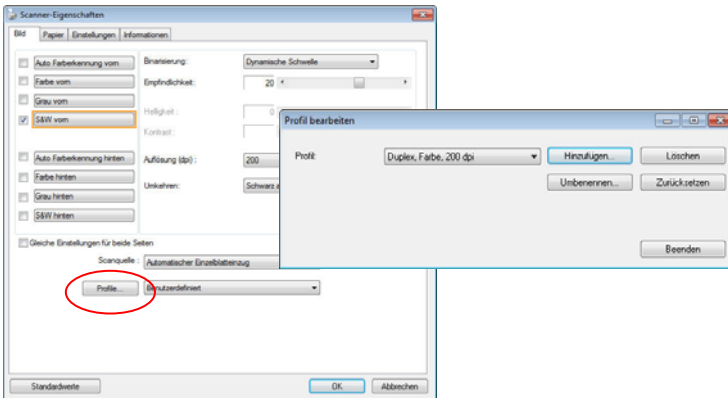 Scanner-Eigenschaften
Bild Papier Einstellungen Informationen
Auto Farberkennung vorn
Farbe vorn
Grau vorn
S&W vorn
Auto Farberkennung hinten
Farbe hinten
Grau hinten
S&W hinten
Binarisierung: Dynamische Schwelle
Empfindlichkeit: 20
Helligkeit : 0
Kontrast :
Auflösung (dpi) : 200
Umkehren: Schwarz a
Gleiche Einstellungen für beide Seiten
Scanquelle : Automatischer Einzelblatteinzug
Profile... Benutzerdefiniert
Standardwerte OK Abbrechen
Profil bearbeiten
Profil: Duplex, Farbe, 200 dpi Hinzufügen... Löschen
Umbenennen... Zurücksetzen
Beenden